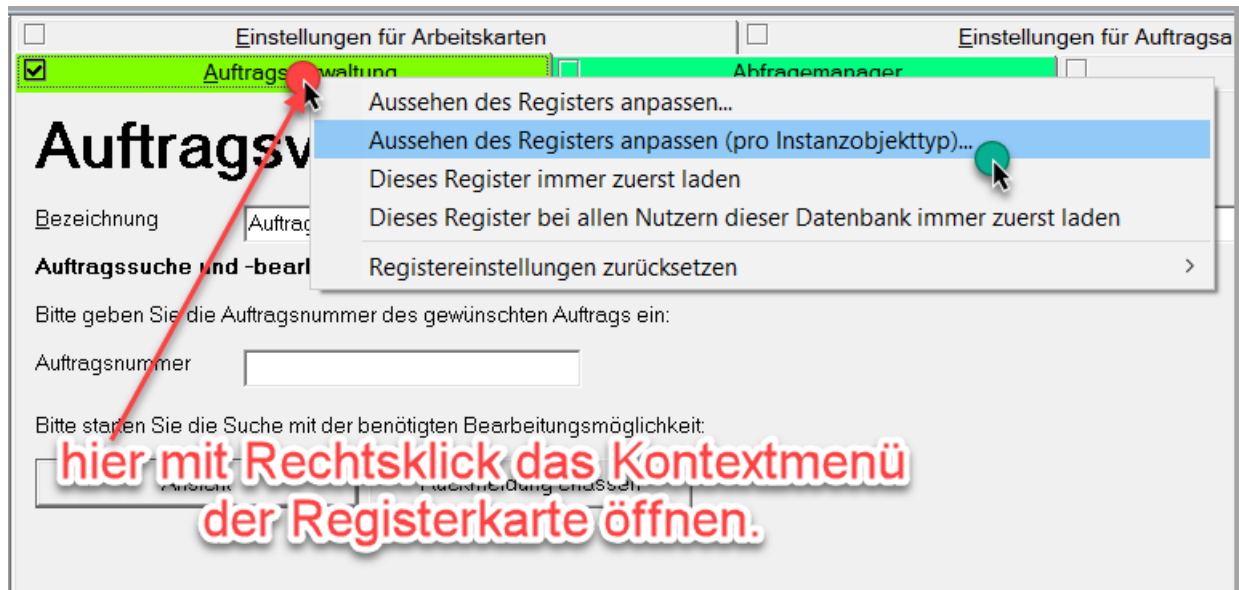 Einstellungen für Arbeitskarten
Einstellungen für Auftragsa
Abfragemanager
Aussehen des Registers anpassen...
Aussehen des Registers anpassen (pro Instanzobjekttyp)...
Dieses Register immer zuerst laden
Dieses Register bei allen Nutzern dieser Datenbank immer zuerst laden
Registereinstellungen zurücksetzen
Bezeichnung
Auftragssuche und
Bitte geben Sie die Auftragsnummer des gewünschten Auftrags ein:
Auftragsnummer
Bitte starten Sie die Suche mit der benötigten Bearbeitungsmöglichkeit:
hier mit Rechtsklick das Kontextmenü
der Registerkarte öffnen.